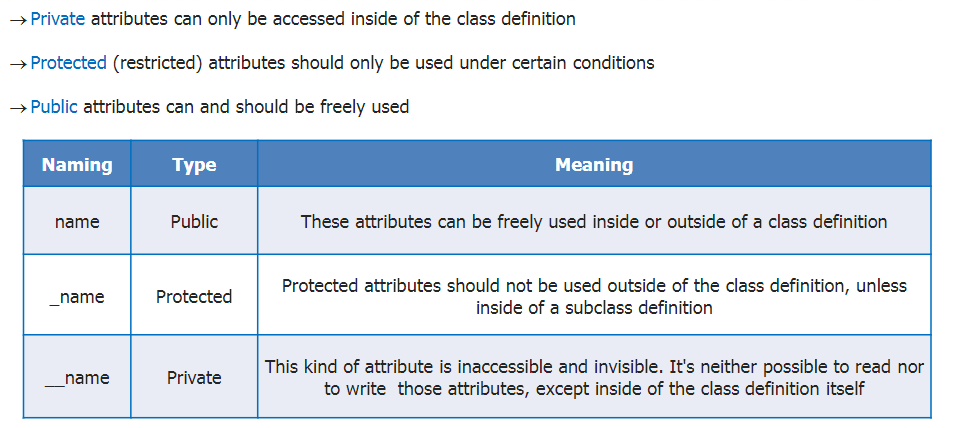 →Private attributes can only be accessed inside of the class definition
→Protected (restricted) attributes should only be used under certain conditions
→Public attributes can and should be freely used
Naming Type Meaning
name Public These attributes can be freely used inside or outside of a class definition
_name Protected Protected attributes should not be used outside of the class definition, unless
inside of a subclass definition
__name Private This kind of attribute is inaccessible and invisible. It's neither possible to read nor
to write those attributes, except inside of the class definition itself